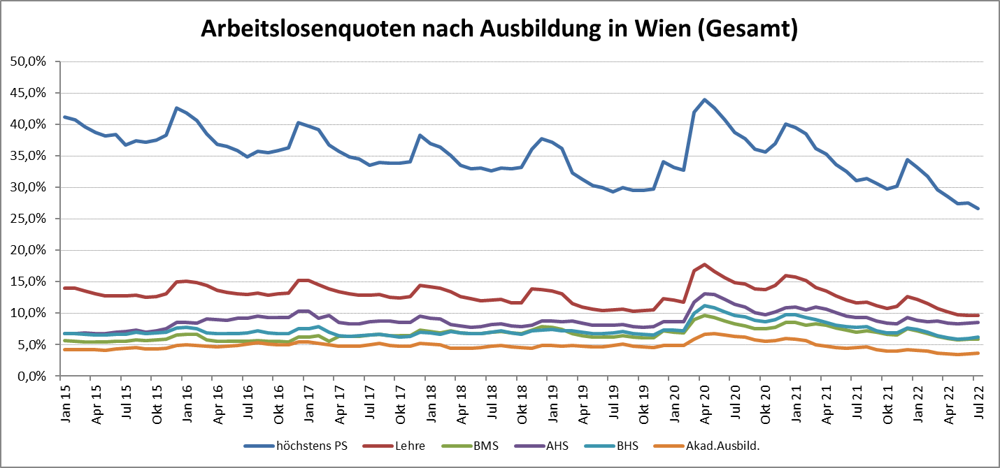 Arbeitslosenquoten nach Ausbildung in Wien (Gesamt)
50,0%
45,0%
40,0%
35,0%
30,0%
25,0%
20,0%
15,0%
10,0%
5,0%
0,0%
Jan 15
Apr 15
Jul 15
Okt 15
Jan 16
Apr 16
Jul 16
Okt 16
Jan 17
Apr 17
Jul 17
Okt 17
Jan 18
Apr 18
Jul 18
Okt 18
Jan 19
Apr 19
Jul 19
Okt 19
Jan 20
Apr 20
Jul 20
Okt 20
Jan 21
Apr 21
Jul 21
Okt 21
Jan 22
Apr 22
Jul 22
höchstens PS Lehre BMS AHS BHS Akad.Ausbild.